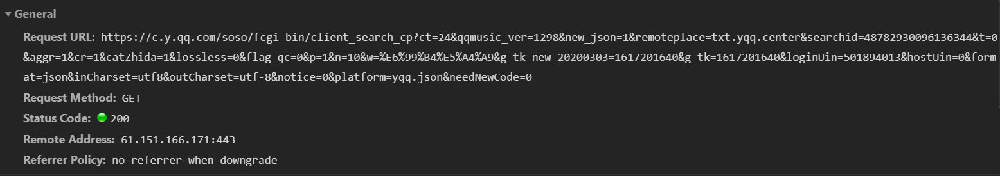 General
Request URL: https://c.y.qq.com/soso/fcgi-bin/client_search_cp?ct=24&qqmusic_ver=1298&new_json=1&remoteplace=txt.yqq.center&searchid=48782930096136344&t=0
&aggr=1&cr=1&catZhida=1&lossless=0&flag_qc=0&p=1&n=10&w=%E6%99%B4%E5%A4%A9&g_tk_new_20200303=1617201640&g_tk=1617201640&loginUin=501894013&hostUin=0&form
at=json&inCharset=utf8&outCharset=utf-8&notice=0&platform=yqq.json&needNewCode=0
Request Method: GET
Status Code: 200
Remote Address: 61.151.166.171:443
Referrer Policy: no-referrer-when-downgrade